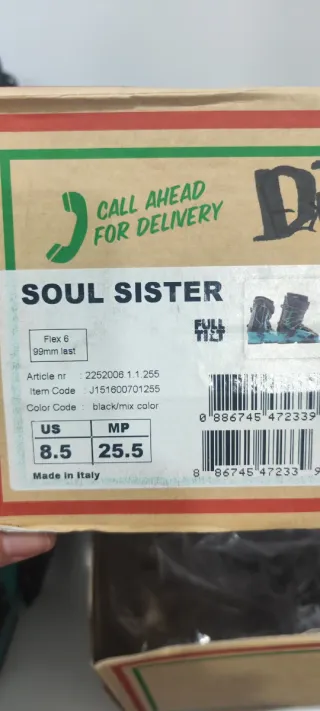 CALL AHEAD
FOR DELIVERY
SOUL SISTER
FULL
TILT
Flex 6
99mm last
Article nr : 2252006 1.1.255
Item Code : J151600701255
Color Code : black/mix color
0 886745 472339
US MP
8.5 25.5
8 86745 47233 9
Made in Italy